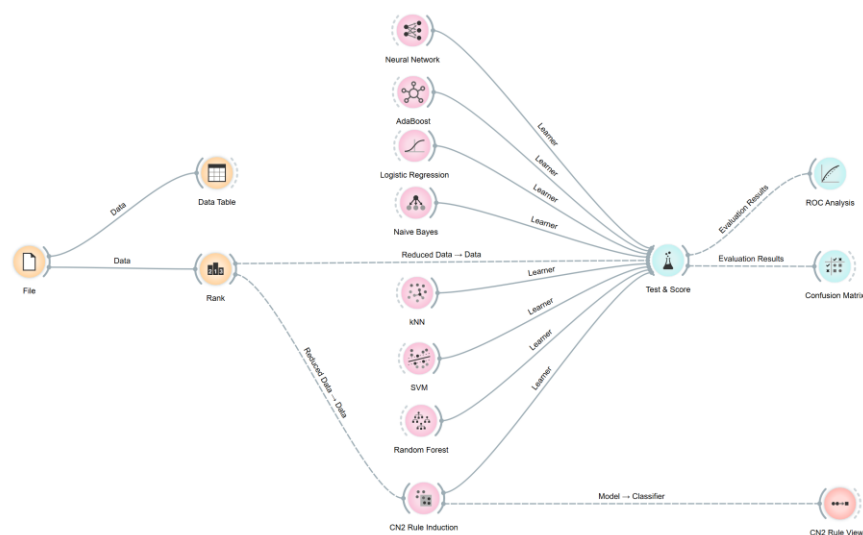 Neural Network
Learner
AdaBoost
Learner
Logistic Regression
Learner
Data Table
Data
Naive Bayes
Learner
ROC Analysis
Evaluation Results
File
Data
Rank
Reduced Data → Data
Test & Score
Evaluation Results
Confusion Matrix
kNN
Learner
SVM
Learner
Reduced Data → Data
Random Forest
Learner
Learner
CN2 Rule Induction
Model → Classifier
CN2 Rule View